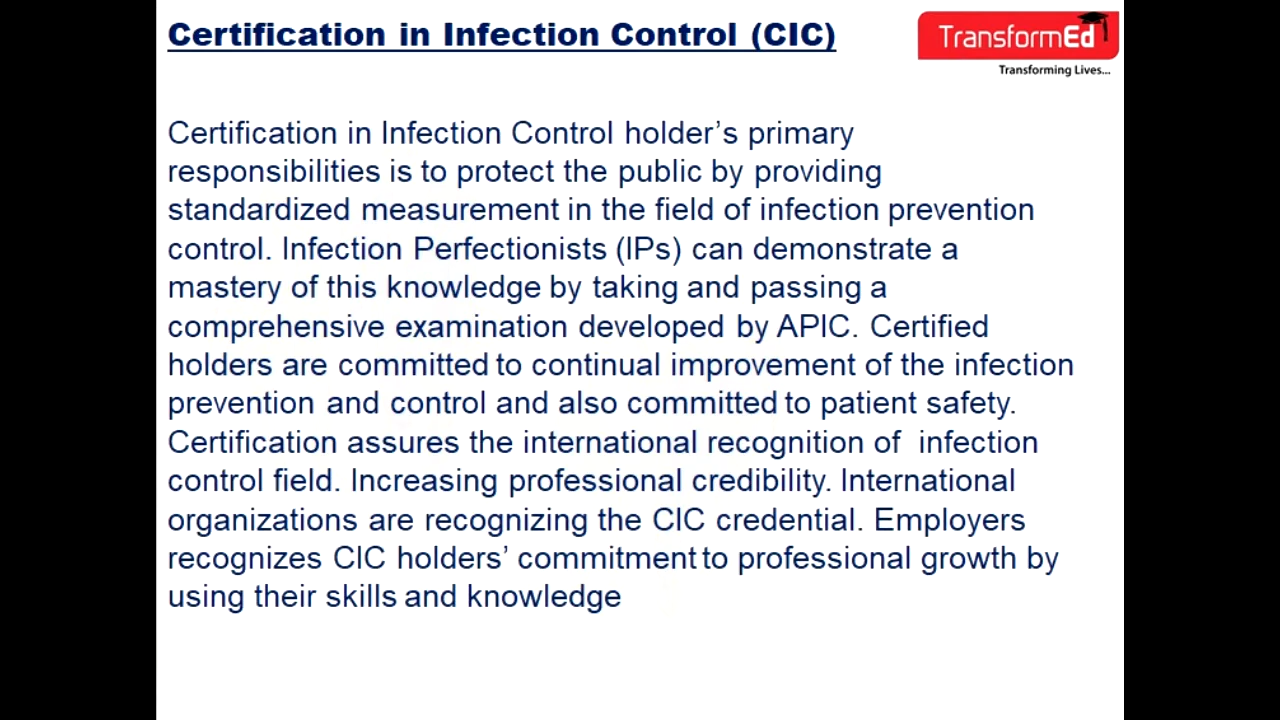 Certification in Infection Control (CIC)
TransformEd
Transforming Lives...
Certification in Infection Control holder’s primary
responsibilities is to protect the public by providing
standardized measurement in the field of infection prevention
control. Infection Perfectionists (IPs) can demonstrate a
mastery of this knowledge by taking and passing a
comprehensive examination developed by APIC. Certified
holders are committed to continual improvement of the infection
prevention and control and also committed to patient safety.
Certification assures the international recognition of  infection
control field. Increasing professional credibility. International
organizations are recognizing the CIC credential. Employers
recognizes CIC holders’ commitment to professional growth by
using their skills and knowledge